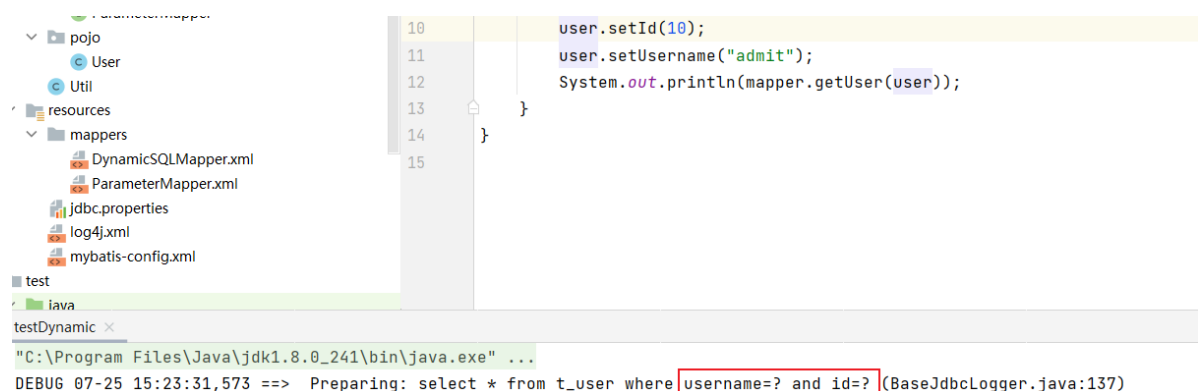 pojo
User
Util
resources
mappers
DynamicSQLMapper.xml
ParameterMapper.xml
jdbc.properties
log4j.xml
mybatis-config.xml
test
java
10 user.setId(10);
11 user.setUsername("admit");
12 System.out.println(mapper.getUser(user));
13 }
14 }
15
testDynamic ×
"C:\Program Files\Java\jdk1.8.0_241\bin\java.exe" ...
DEBUG 07-25 15:23:31,573 ==>  Preparing: select * from t_user where username=? and id=? (BaseJdbcLogger.java:137)